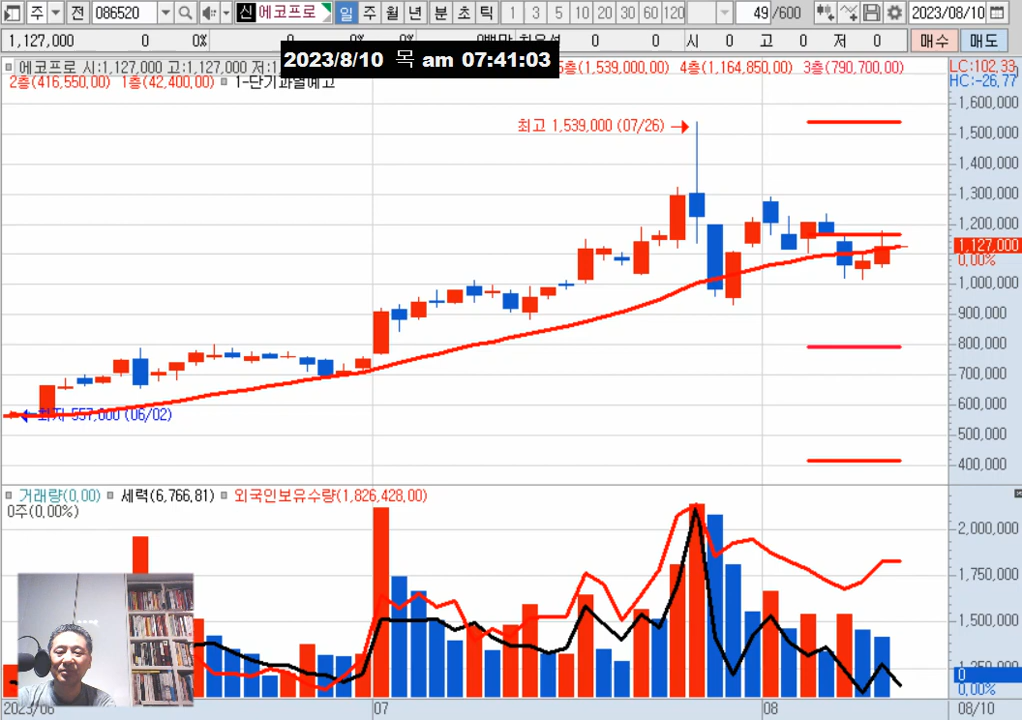 주 전 086520 신 에코프로 일 주 월 년 분 초 틱 1 3 5 10 20 30 60 120 49 /600 2023/08/10
1,127,000 0 0% 0% 0% 0 0 시 0 고 0 저 0 매수 매도
2023/8/10 목 am 07:41:03
에코프로 시:1,127,000 고:1,127,000 저:1 5층(1,539,000.00) 4층(1,164,850.00) 3층(790,700.00) LC:102.33
2층(416,550.00) 1층(42,400.00) 1-단기과열예고 HC:-26.77
1,600,000
최고 1,539,000 (07/26)
1,500,000
1,400,000
1,300,000
1,200,000
1,127,000
0.00%
1,000,000
900,000
800,000
700,000
600,000
최저 557,000 (06/02)
500,000
400,000
거래량(0,00) 세력(6,766,81) 외국인보유수량(1,826,428,00)
0주(0,00%)
2,000,000
1,750,000
1,500,000
1,250,000
0
0,00%
2023/06 07 08 08/10